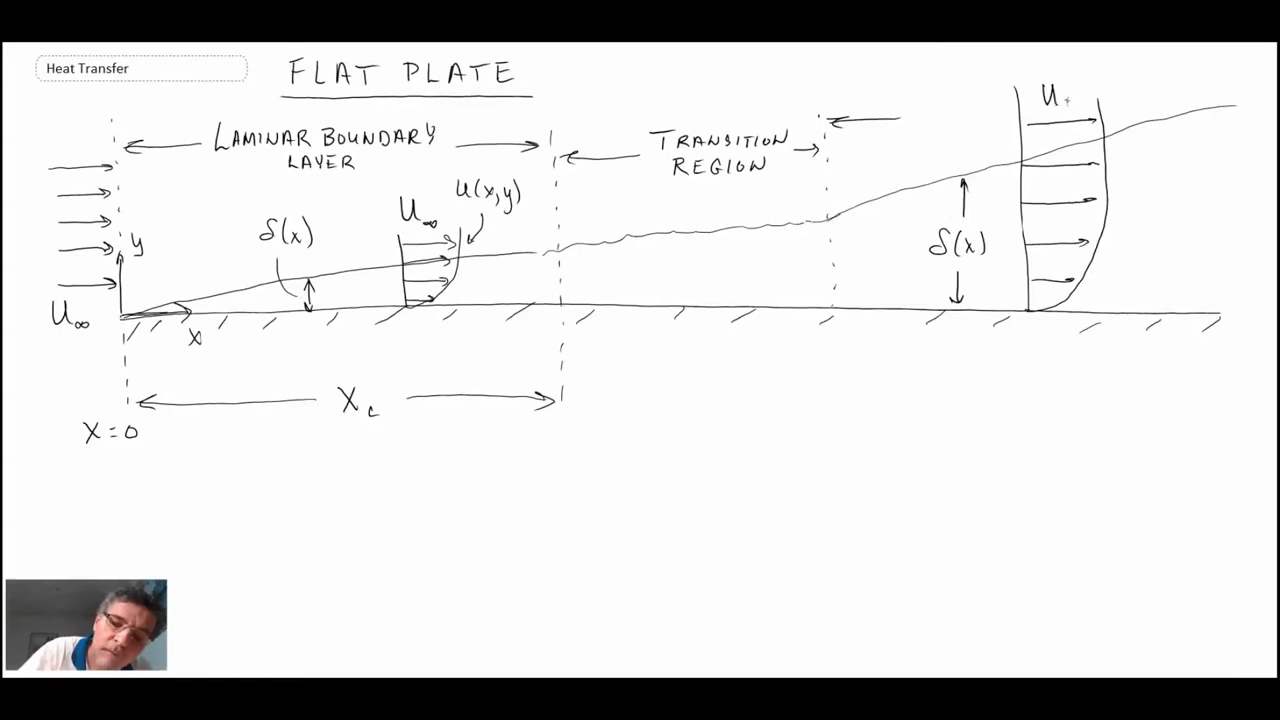 Heat Transfer
FLAT PLATE
LAMINAR BOUNDARY
LAYER
TRANSITION
REGION
U
u(x,y)
U∞
δ(x)
y
δ(x)
U∞
x
Xc
X=0